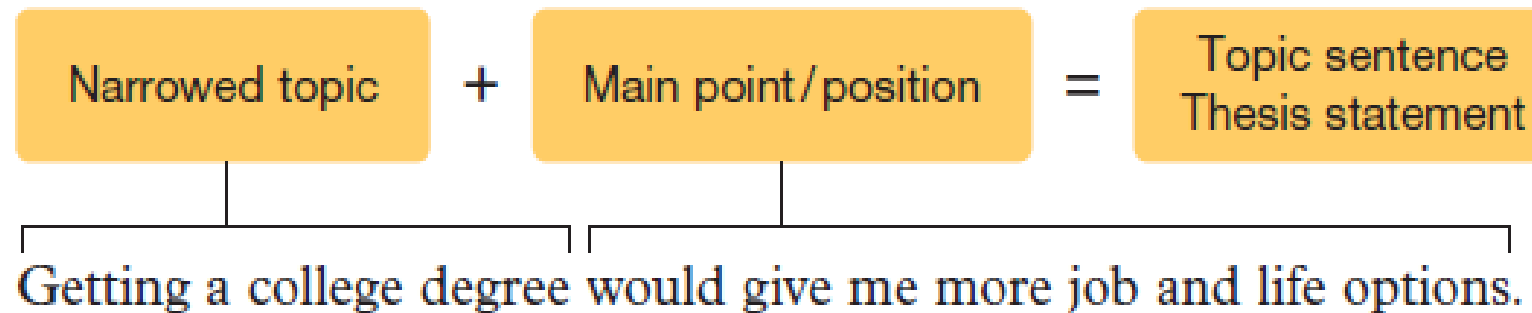 Narrowed topic + Main point/position = Topic sentence
Thesis statement
Getting a college degree would give me more job and life options.